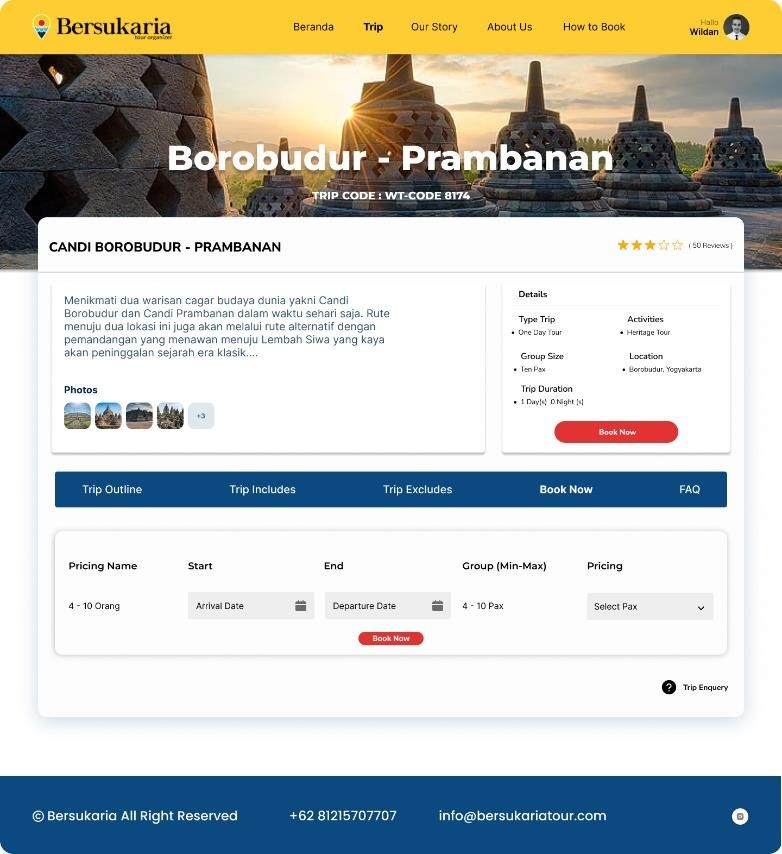 Bersukaria
tour organizer
Beranda
Trip
Our Story
About Us
How to Book
Hallo
Wildan
Borobudur - Prambanan
TRIP CODE : WT-CODE 8174
CANDI BOROBUDUR - PRAMBANAN
( 50 Reviews )
Menikmati dua warisan cagar budaya dunia yakni Candi
Borobudur dan Candi Prambanan dalam waktu sehari saja. Rute
menuju dua lokasi ini juga akan melalui rute alternatif dengan
pemandangan yang menawan menuju Lembah Siwa yang kaya
akan peninggalan sejarah era klasik....
Photos
+3
Details
Type Trip
• One Day Tour
Activities
• Heritage Tour
Group Size
• Ten Pax
Location
• Borobudur, Yogyakarta
Trip Duration
• 1 Day(s) 0 Night (s)
Book Now
Trip Outline
Trip Includes
Trip Excludes
Book Now
FAQ
Pricing Name
Start
End
Group (Min-Max)
Pricing
4 - 10 Orang
Arrival Date
Departure Date
4 - 10 Pax
Select Pax
Book Now
? Trip Enquery
© Bersukaria All Right Reserved
+62 81215707707
info@bersukariatour.com